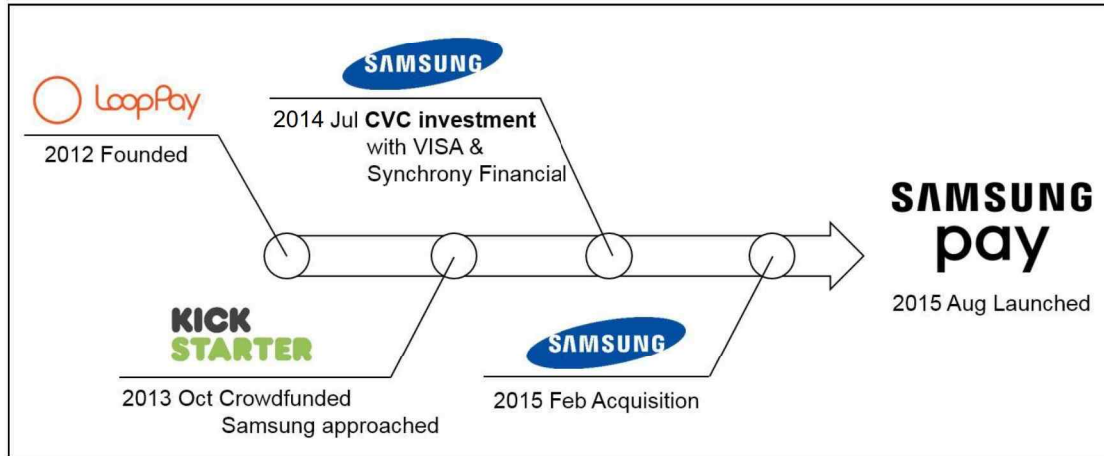 LoopPay
2012 Founded
SAMSUNG
2014 Jul CVC investment
with VISA &
Synchrony Financial
KICK
STARTER
2013 Oct Crowdfunded
Samsung approached
SAMSUNG
2015 Feb Acquisition
SAMSUNG
pay
2015 Aug Launched